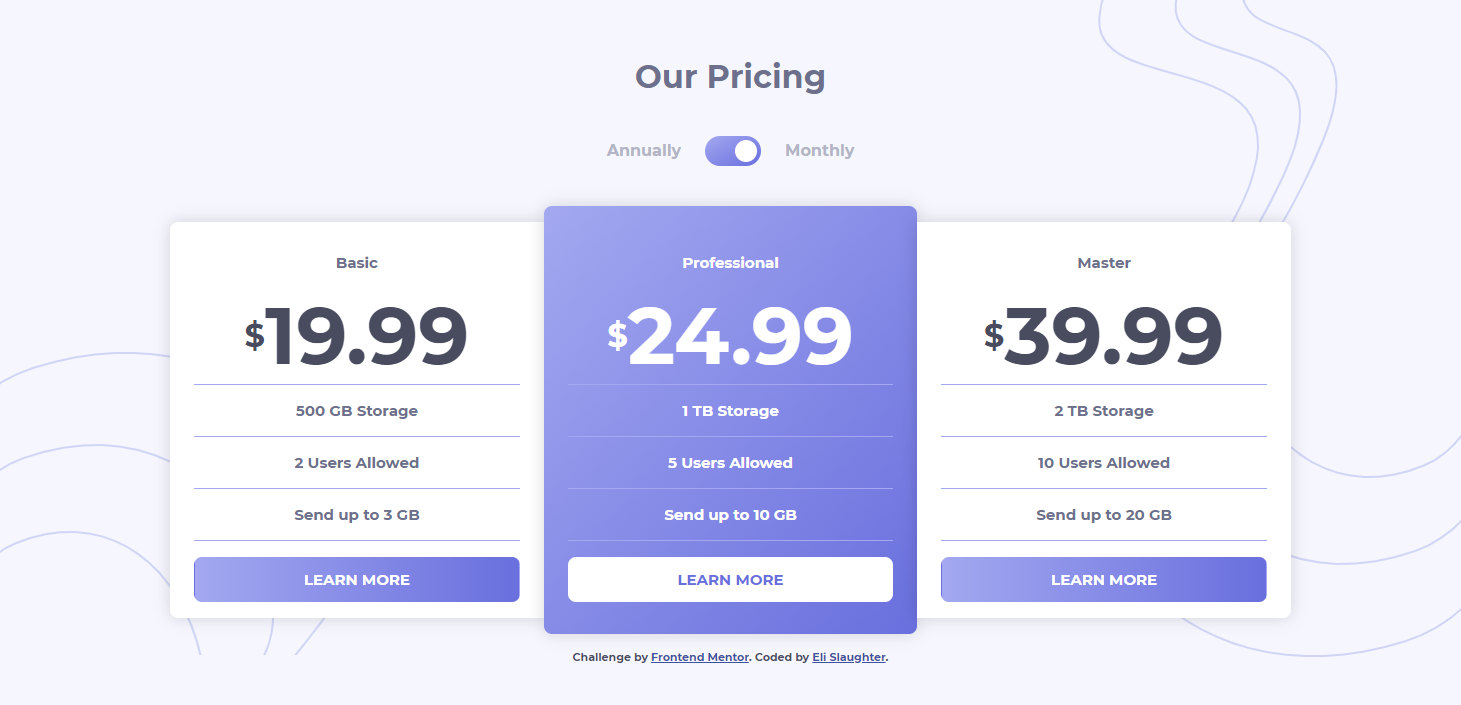 Our Pricing
Annually Monthly
Basic
$19.99
500 GB Storage
2 Users Allowed
Send up to 3 GB
LEARN MORE
Professional
$24.99
1 TB Storage
5 Users Allowed
Send up to 10 GB
LEARN MORE
Master
$39.99
2 TB Storage
10 Users Allowed
Send up to 20 GB
LEARN MORE
Challenge by Frontend Mentor. Coded by Eli Slaughter.